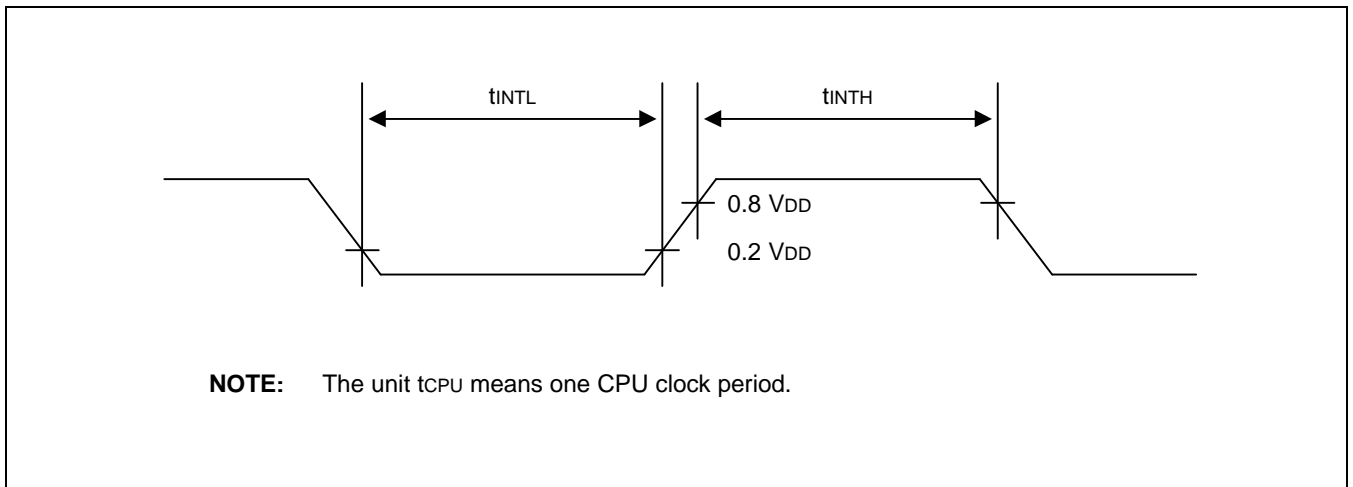 tINTL
tINTH
0.8 VDD
0.2 VDD
NOTE: The unit tCPU means one CPU clock period.